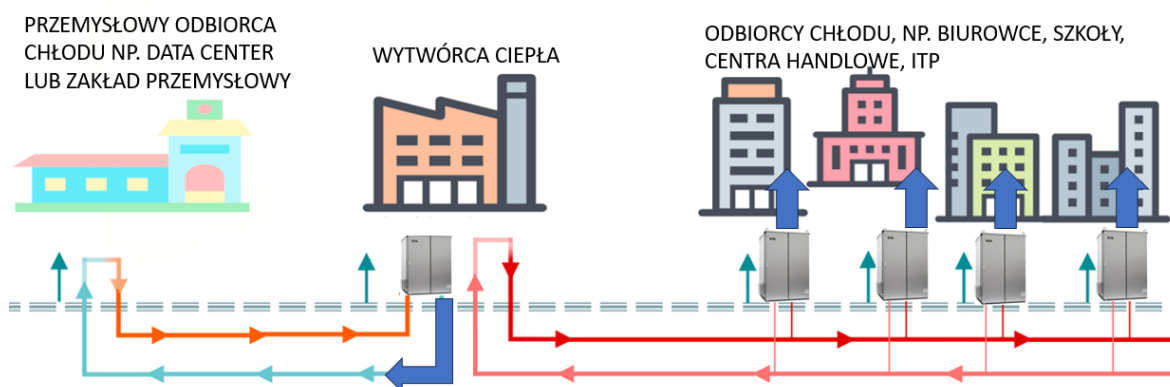 PRZEMYSŁOWY ODBIORCA
CHŁODU NP. DATA CENTER
LUB ZAKŁAD PRZEMYSŁOWY
WYTWÓRCA CIEPŁA
ODBIORCY CHŁODU, NP. BIUROWCE, SZKOŁY,
CENTRA HANDLOWE, ITP